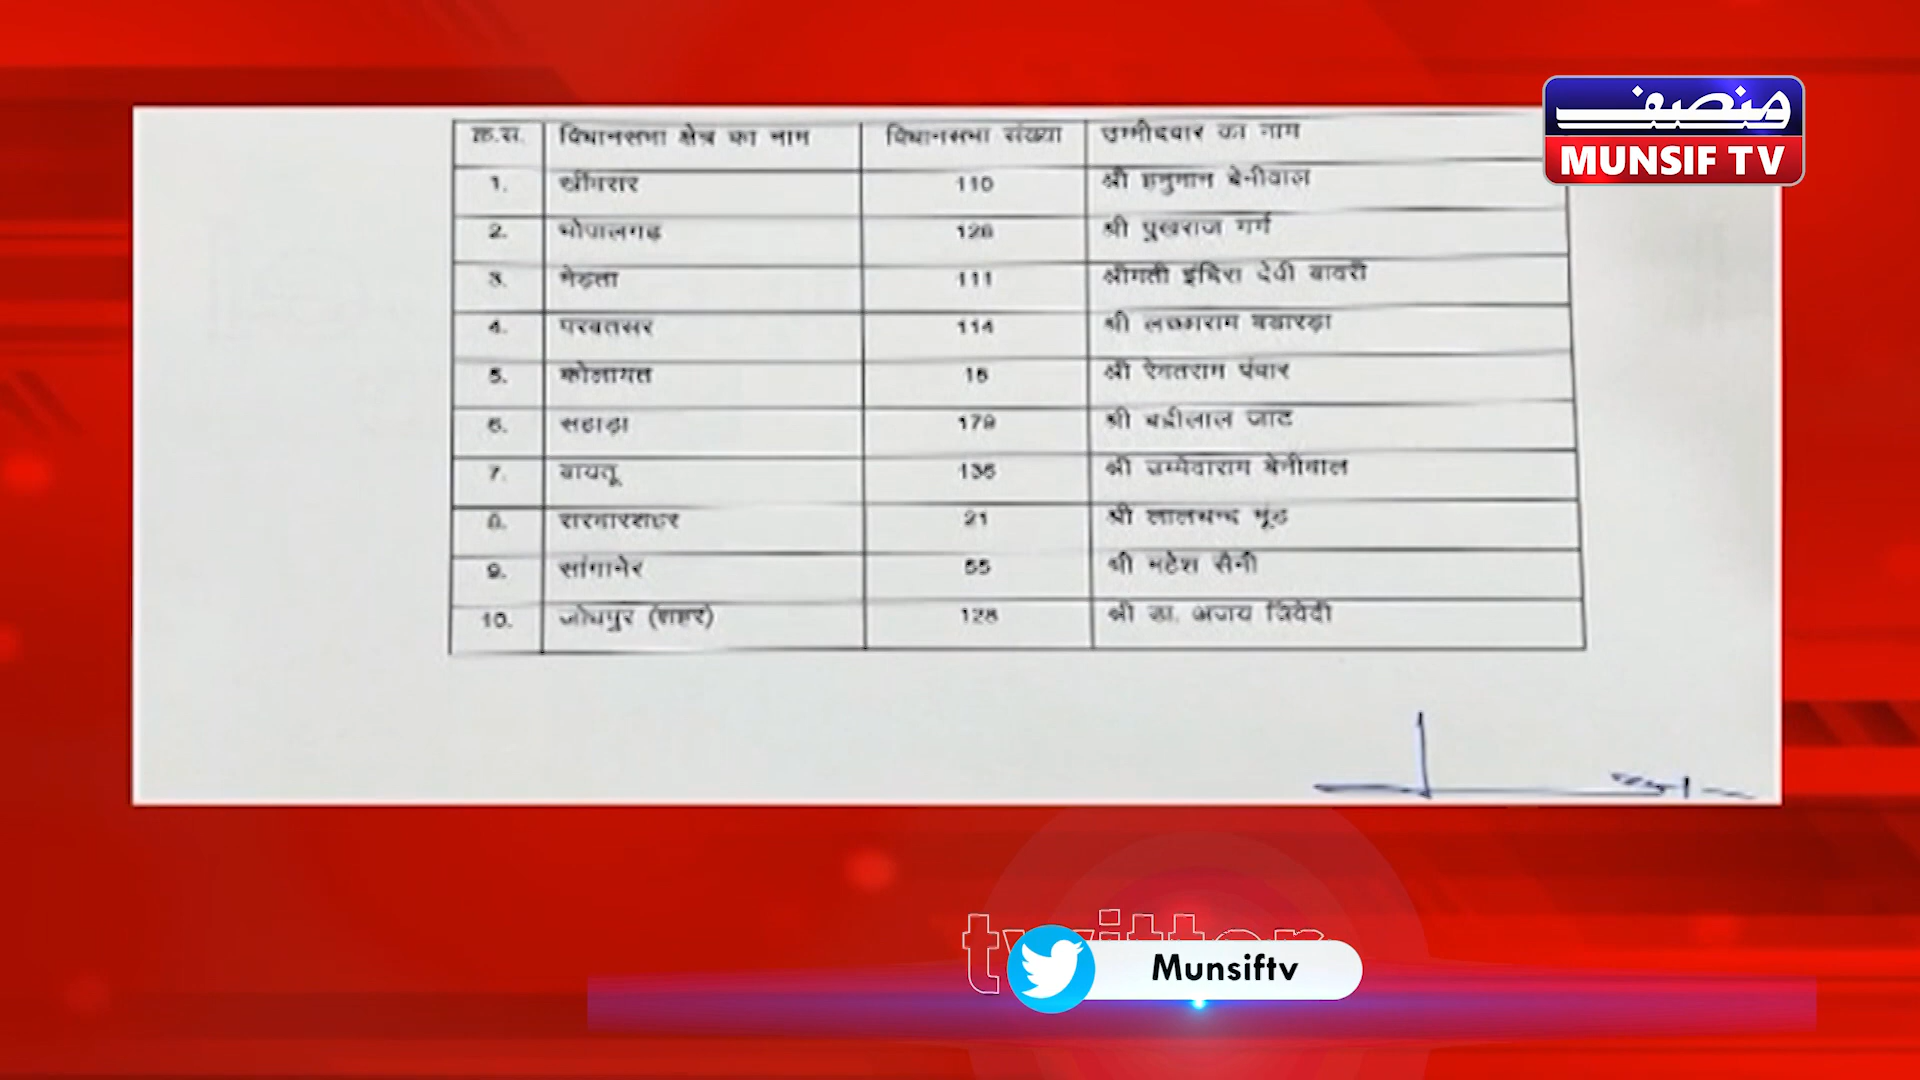 منصف
MUNSIF TV
क्र.स. विधानसभा क्षेत्र का नाम विधानसभा संख्या उम्मीदवार का नाम
1. खींवसर 110 श्री हनुमान बेनीवाल
2. भोपालगढ़ 126 श्री पुखराज गर्ग
3. मेड़ता 111 श्रीमती इंदिरा देवी बावरी
4. परबतसर 114 श्री लच्छाराम बडारड़ा
5. कोलायत 16 श्री रेवतराम पंवार
6. सहाड़ा 179 श्री बद्रीलाल जाट
7. बायतू 136 श्री उम्मेदाराम बेनीवाल
8. सरदारशहर 21 श्री लालचन्द मूंड
9. सांगानेर 55 श्री महेश सैनी
10. जोधपुर (शहर) 128 श्री डा. अजय त्रिवेदी
twitter
Munsiftv